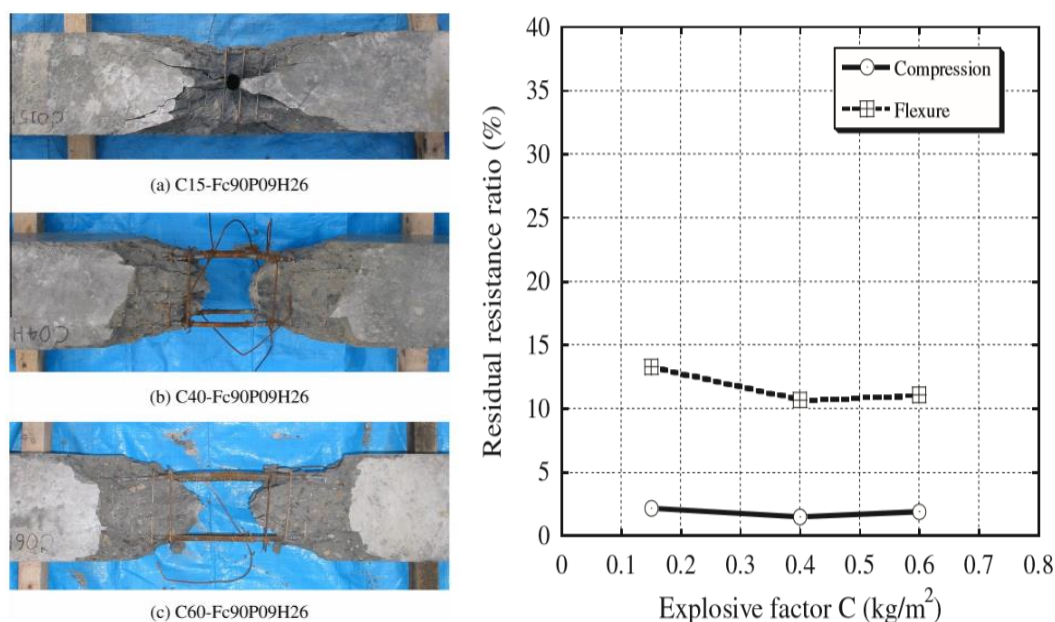 (a) C15-Fc90P09H26
(b) C40-Fc90P09H26
(c) C60-Fc90P09H26
Residual resistance ratio (%)
40
35
30
25
20
15
10
5
0
Compression
Flexure
0 0.1 0.2 0.3 0.4 0.5 0.6 0.7 0.8
Explosive factor C (kg/m²)